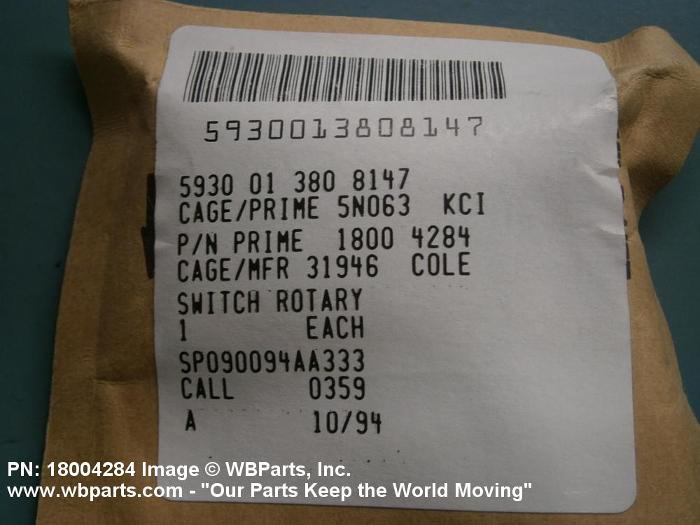 5930013808147
5930 01 380 8147
CAGE/PRIME 5N063 KCI
P/N PRIME 1800 4284
CAGE/MFR 31946 COLE
SWITCH ROTARY
1 EACH
SP090094AA333
CALL 0359
A 10/94
PN: 18004284 Image © WBParts, Inc.
www.wbparts.com - "Our Parts Keep the World Moving"